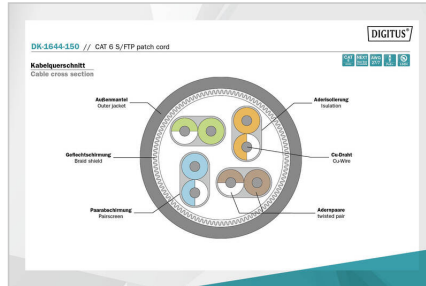 DIGITUS®
DK-1644-150 // CAT 6 S/FTP patch cord
Kabelquerschnitt
Cable cross section
Außenmantel
Outer jacket
Aderisolierung
Isolation
Geflechtschirmung
Braid shield
Cu-Draht
Cu-Wire
Paarabschirmung
Pairscreen
Adernpaare
twisted pair